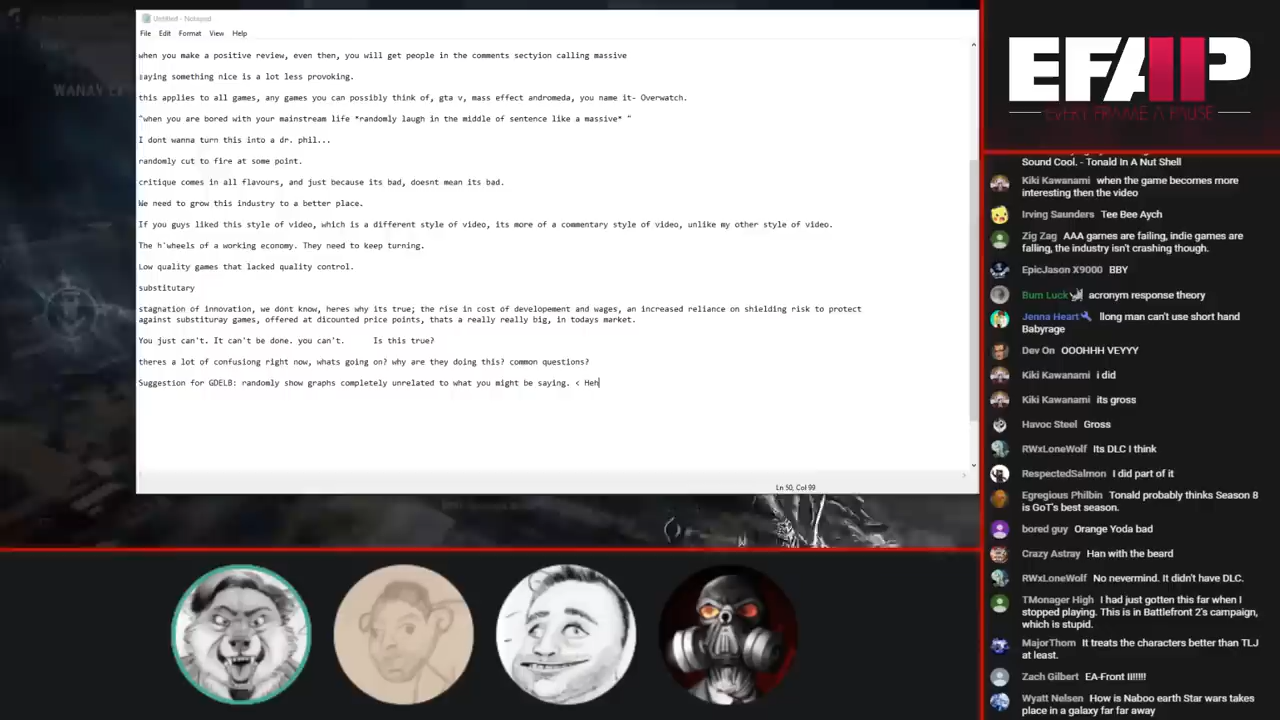 Untitled - Notepad
File Edit Format View Help
when you make a positive review, even then, you will get people in the comments sectyion calling massive
saying something nice is a lot less provoking.
this applies to all games, any games you can possibly think of, gta v, mass effect andromeda, you name it- Overwatch.
"when you are bored with your mainstream life *randomly laugh in the middle of sentence like a massive* "
I dont wanna turn this into a dr. phil...
randomly cut to fire at some point.
critique comes in all flavours, and just because its bad, doesnt mean its bad.
We need to grow this industry to a better place.
If you guys liked this style of video, which is a different style of video, its more of a commentary style of video, unlike my other style of video.
The h'wheels of a working economy. They need to keep turning.
Low quality games that lacked quality control.
substitutary
stagnation of innovation, we dont know, heres why its true; the rise in cost of developement and wages, an increased reliance on shielding risk to protect
against substituray games, offered at dicounted price points, thats a really really big, in todays market.
You just can't. It can't be done. you can't. Is this true?
theres a lot of confusiong right now, whats going on? why are they doing this? common questions?
Suggestion for GDELB: randomly show graphs completely unrelated to what you might be saying. < Heh
Ln 50, Col 99
EFAP
EVERY FRAME A PAUSE
Sound Cool. - Tonald In A Nut Shell
Kiki Kawanami when the game becomes more
interesting then the video
Irving Saunders Tee Bee Aych
Zig Zag AAA games are failing, indie games are
falling, the industry isn't crashing though.
EpicJason X9000 BBY
Bum Luck acronym response theory
Jenna Heart llong man can't use short hand
Babyrage
Dev On OOOHHH VEYYY
Kiki Kawanami i did
Kiki Kawanami its gross
Havoc Steel Gross
RWxLoneWolf Its DLC I think
RespectedSalmon I did part of it
Egregious Philbin Tonald probably thinks Season 8
is GoT's best season.
bored guy Orange Yoda bad
Crazy Astray Han with the beard
RWxLoneWolf No nevermind. It didn't have DLC.
TMonager High I had just gotten this far when I
stopped playing. This is in Battlefront 2's campaign,
which is stupid.
MajorThom It treats the characters better than TLJ
at least.
Zach Gilbert EA-Front II!!!!!
Wyatt Nelsen How is Naboo earth Star wars takes
place in a galaxy far far away